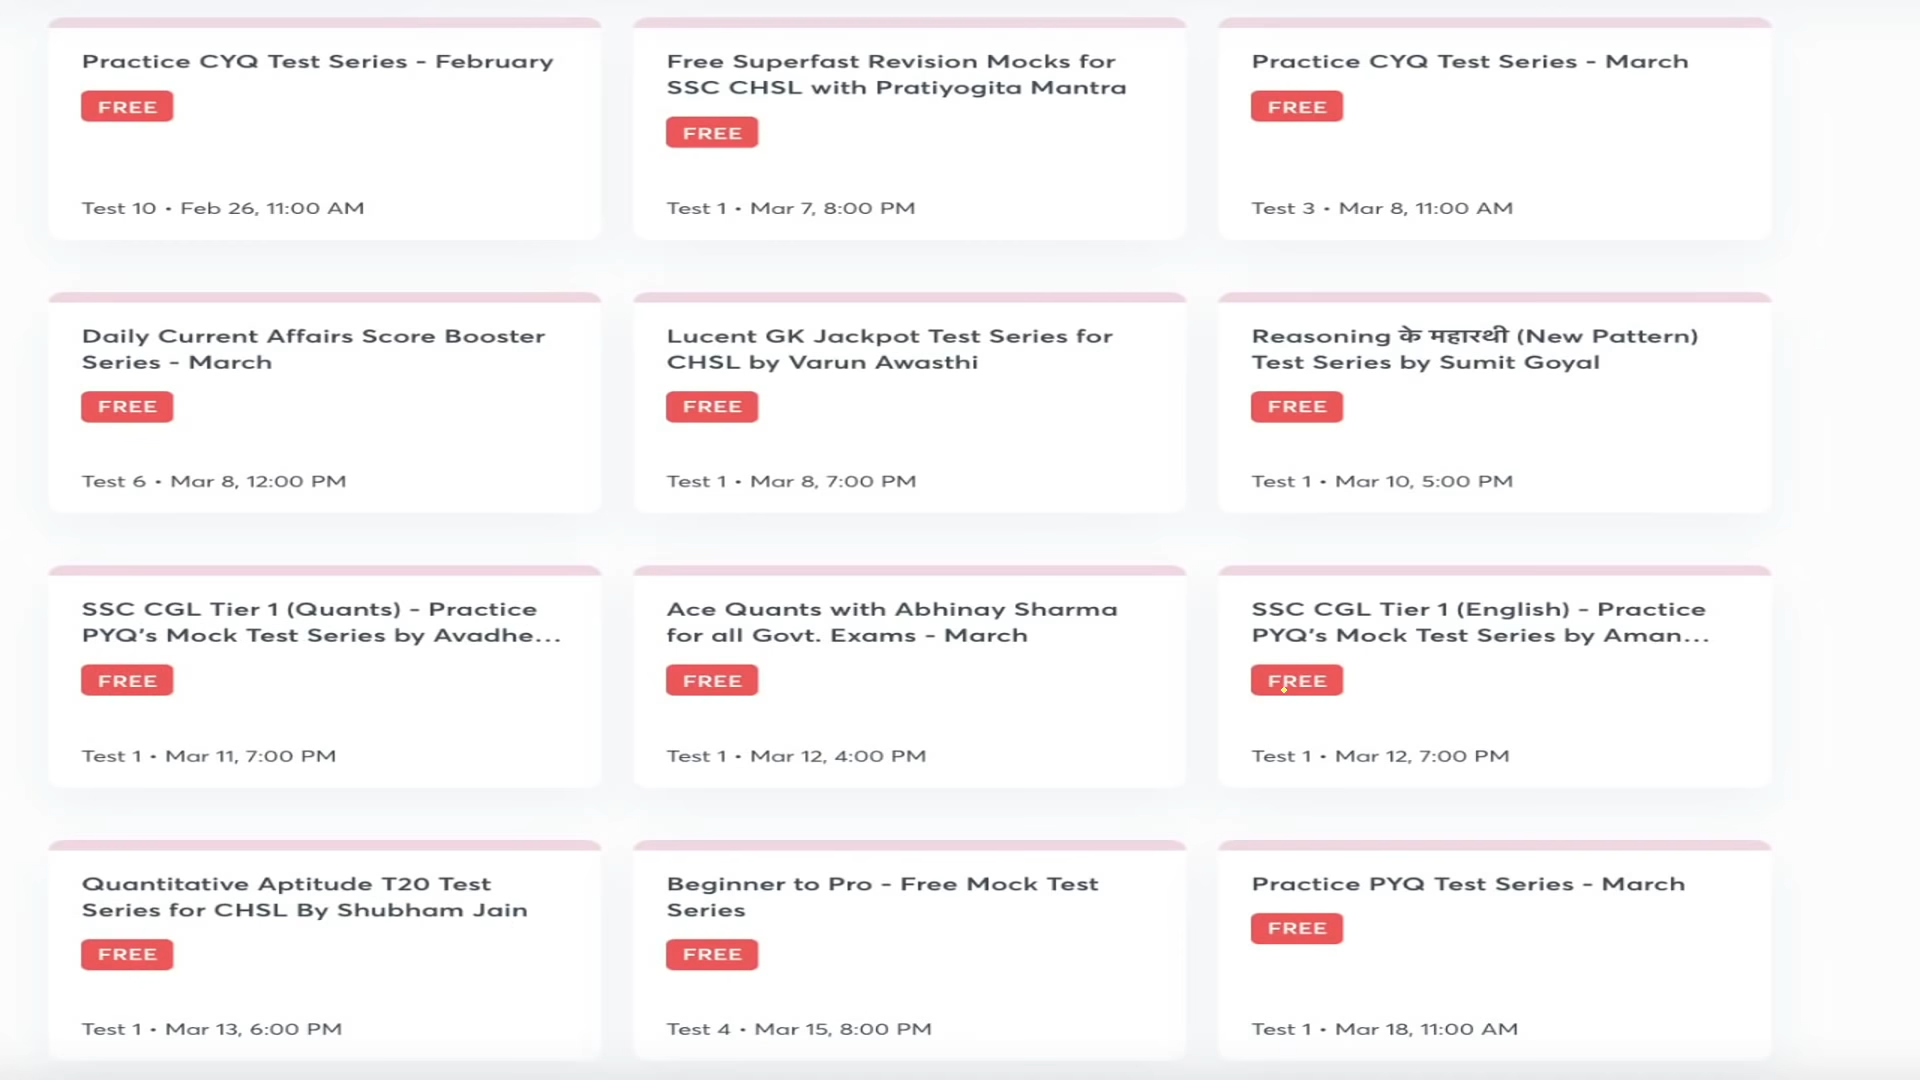 Practice CYQ Test Series - February
FREE
Test 10 • Feb 26, 11:00 AM
Free Superfast Revision Mocks for
SSC CHSL with Pratiyogita Mantra
FREE
Test 1 • Mar 7, 8:00 PM
Practice CYQ Test Series - March
FREE
Test 3 • Mar 8, 11:00 AM
Daily Current Affairs Score Booster
Series - March
FREE
Test 6 • Mar 8, 12:00 PM
Lucent GK Jackpot Test Series for
CHSL by Varun Awasthi
FREE
Test 1 • Mar 8, 7:00 PM
Reasoning के महारथी (New Pattern)
Test Series by Sumit Goyal
FREE
Test 1 • Mar 10, 5:00 PM
SSC CGL Tier 1 (Quants) - Practice
PYQ’s Mock Test Series by Avadhe...
FREE
Test 1 • Mar 11, 7:00 PM
Ace Quants with Abhinay Sharma
for all Govt. Exams - March
FREE
Test 1 • Mar 12, 4:00 PM
SSC CGL Tier 1 (English) - Practice
PYQ’s Mock Test Series by Aman...
FREE
Test 1 • Mar 12, 7:00 PM
Quantitative Aptitude T20 Test
Series for CHSL By Shubham Jain
FREE
Test 1 • Mar 13, 6:00 PM
Beginner to Pro - Free Mock Test
Series
FREE
Test 4 • Mar 15, 8:00 PM
Practice PYQ Test Series - March
FREE
Test 1 • Mar 18, 11:00 AM